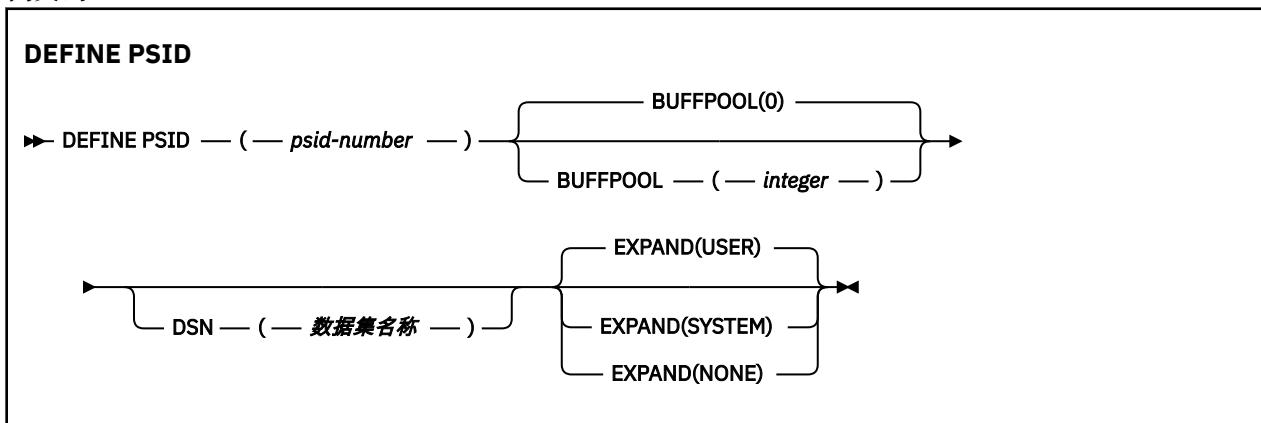 DEFINE PSID
BUFFPOOL(0)
DEFINE PSID ( psid-number )
BUFFPOOL ( integer )
EXPAND(USER)
DSN ( 数据集名称 )
EXPAND(SYSTEM)
EXPAND(NONE)